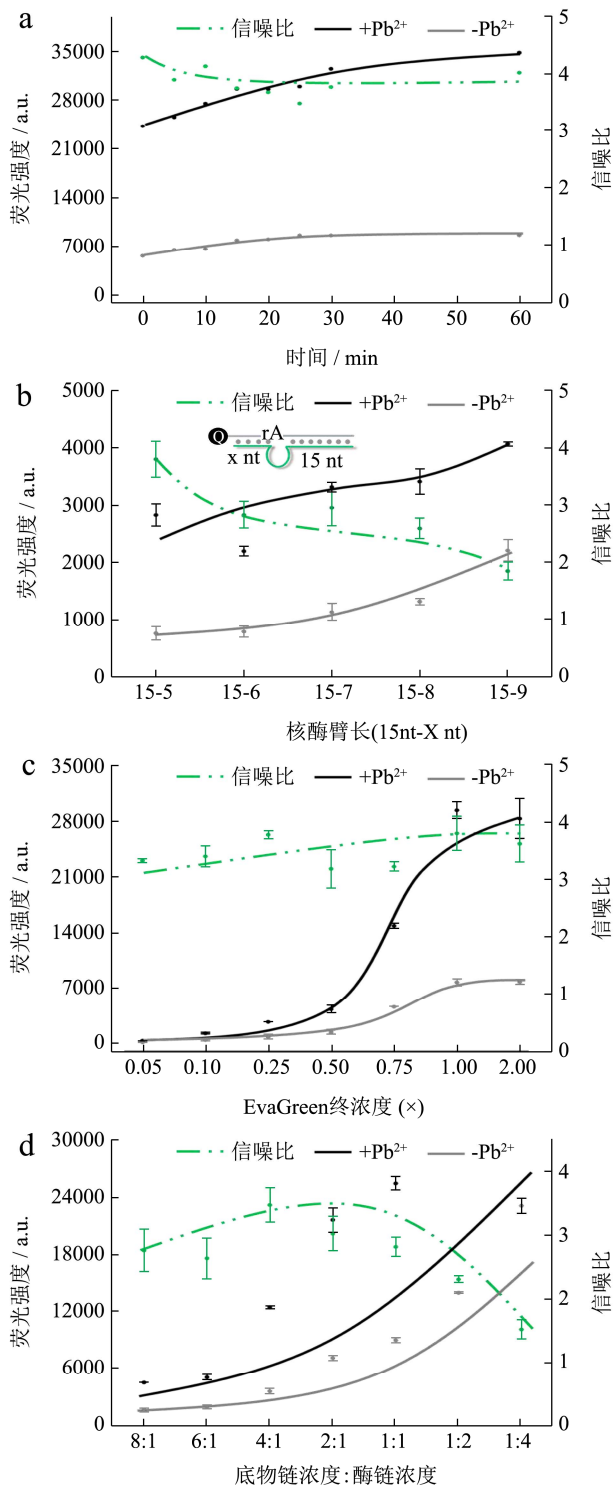 a
信噪比 +Pb²⁺ -Pb²⁺
荧光强度 / a.u.
35000
28000
21000
14000
7000
0
5
4
3
2
1
0
信噪比
0 10 20 30 40 50 60
时间 / min
b
信噪比 +Pb²⁺ -Pb²⁺
荧光强度 / a.u.
5000
4000
3000
2000
1000
0
Q rA
x nt 15 nt
5
4
3
2
1
0
信噪比
15-5 15-6 15-7 15-8 15-9
核酶臂长(15nt-X nt)
c
信噪比 +Pb²⁺ -Pb²⁺
荧光强度 / a.u.
35000
28000
21000
14000
7000
0
5
4
3
2
1
0
信噪比
0.05 0.10 0.25 0.50 0.75 1.00 2.00
EvaGreen终浓度 (×)
d
信噪比 +Pb²⁺ -Pb²⁺
荧光强度 / a.u.
30000
24000
18000
12000
6000
0
4
3
2
1
0
信噪比
8:1 6:1 4:1 2:1 1:1 1:2 1:4
底物链浓度:酶链浓度